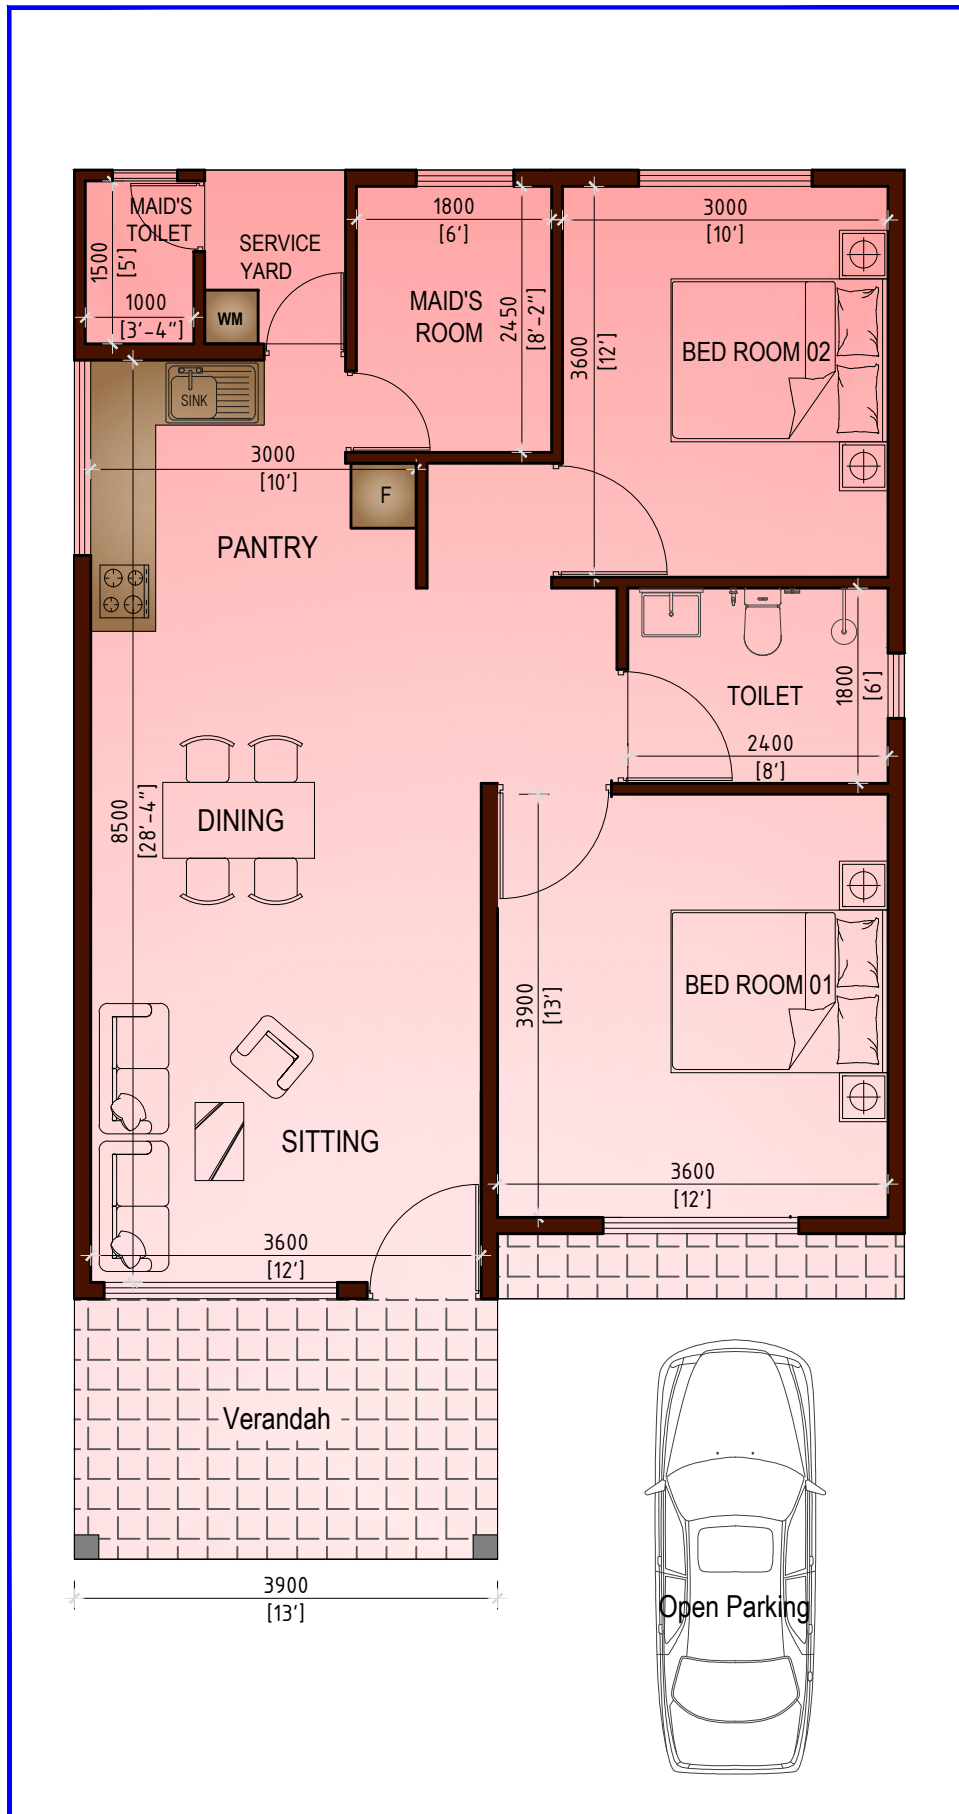 MAID'S
TOILET
1500
[5']
1000
[3'-4"]
SERVICE
YARD
WM
1800
[6']
MAID'S
ROOM
2450
[8'-2"]
3000
[10']
3600
[12']
BED ROOM 02
SINK
3000
[10']
F
PANTRY
TOILET
1800
[6']
2400
[8']
DINING
8500
[28'-4"]
BED ROOM 01
3900
[13']
3600
[12']
SITTING
3600
[12']
Verandah
3900
[13']
Open Parking